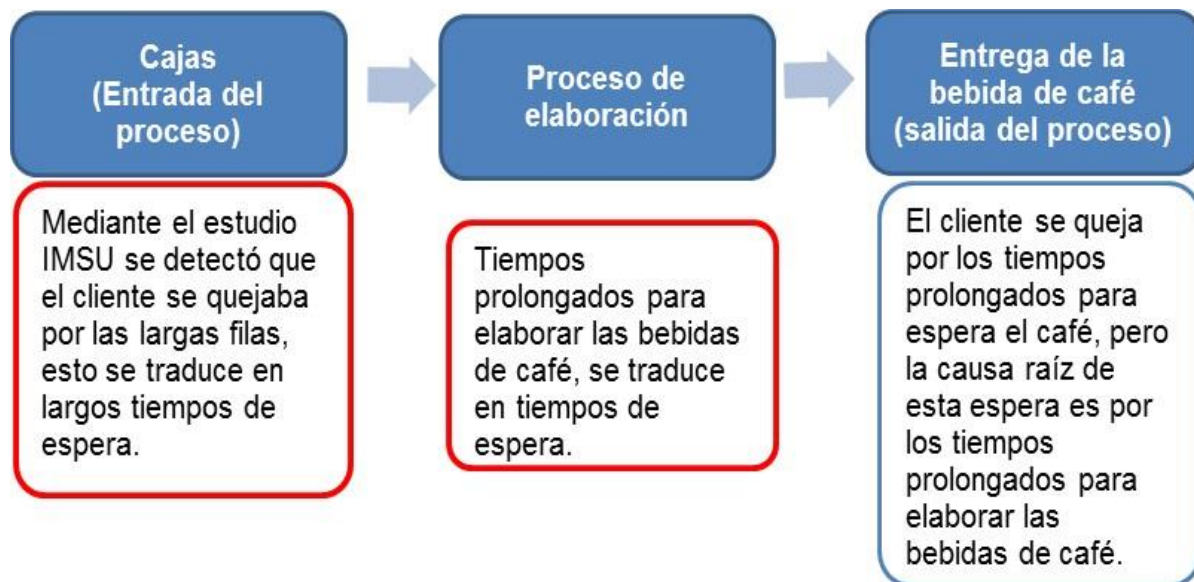 Cajas
(Entrada del
proceso)
Proceso de
elaboración
Entrega de la
bebida de café
(salida del proceso)
Mediante el estudio
IMSU se detectó que
el cliente se quejaba
por las largas filas,
esto se traduce en
largos tiempos de
espera.
Tiempos
prolongados para
elaborar las bebidas
de café, se traduce
en tiempos de
espera.
El cliente se queja
por los tiempos
prolongados para
espera el café, pero
la causa raíz de
esta espera es por
los tiempos
prolongados para
elaborar las
bebidas de café.